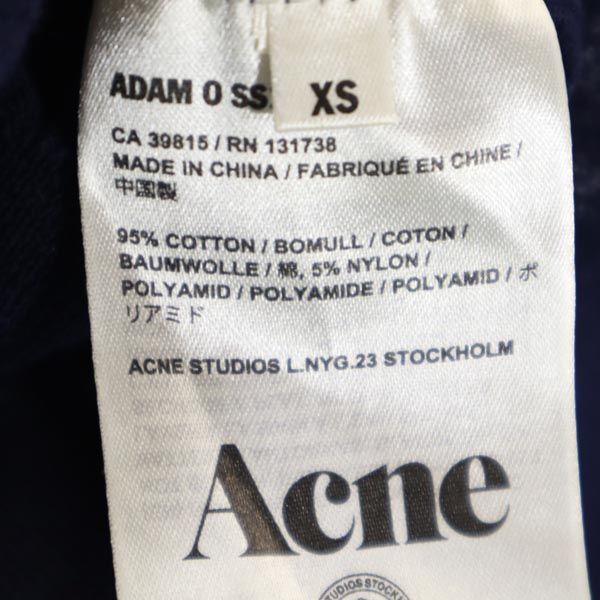 ADAM O SS
XS
CA 39815 / RN 131738
MADE IN CHINA / FABRIQUÉ EN CHINE /
中国製
95% COTTON / BOMULL / COTON /
BAUMWOLLE / 綿, 5% NYLON /
POLYAMID / POLYAMIDE / POLYAMID / ポ
リアミド
ACNE STUDIOS L.NYG.23 STOCKHOLM
Acne
STUDIOS STOCK